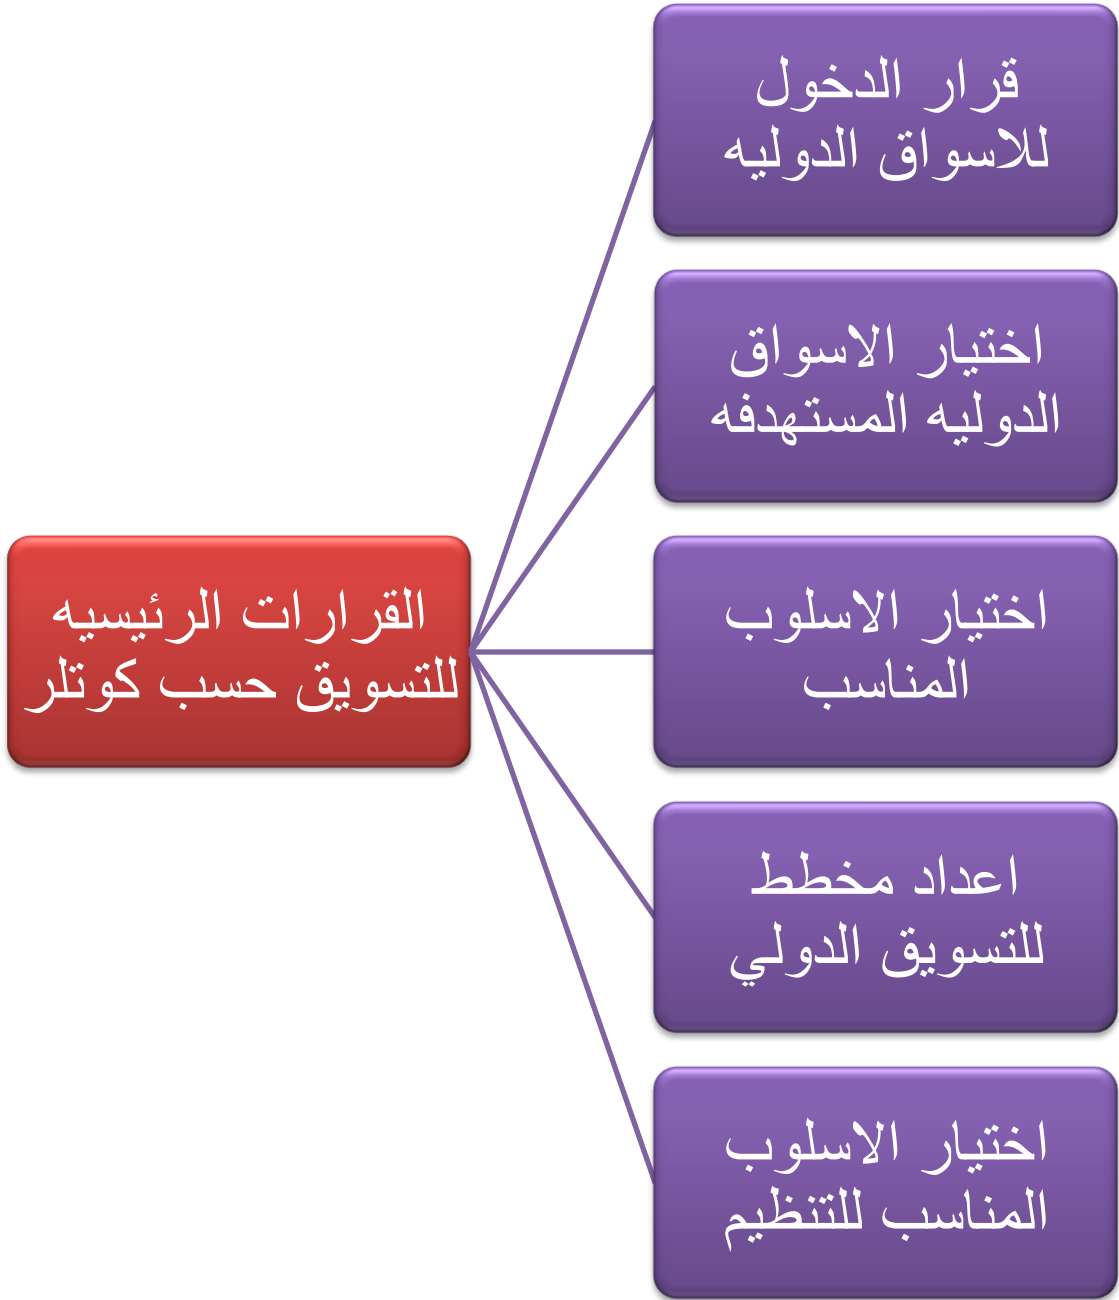 القرارات الرئيسيه
للتسويق حسب كوتلر
قرار الدخول
للاسواق الدوليه
اختيار الاسواق
الدوليه المستهدفه
اختيار الاسلوب
المناسب
اعداد مخطط
للتسويق الدولي
اختيار الاسلوب
المناسب للتنظيم